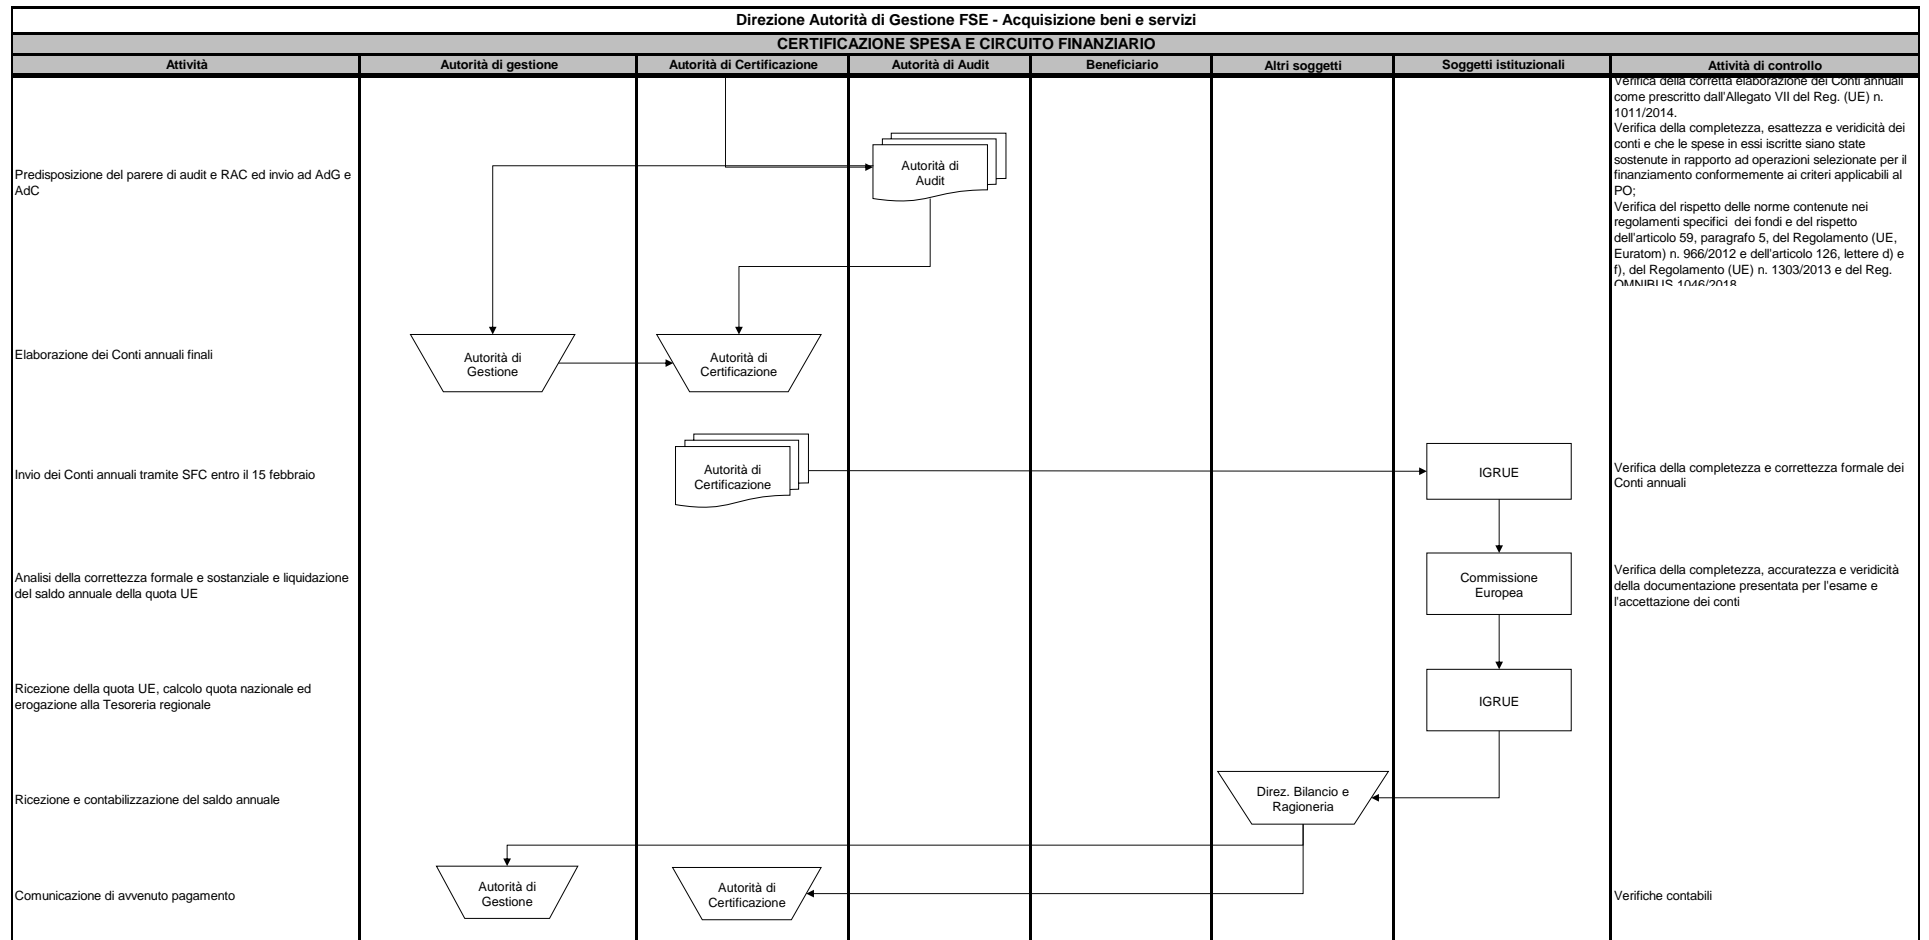 Direzione Autorità di Gestione FSE - Acquisizione beni e servizi
CERTIFICAZIONE SPESA E CIRCUITO FINANZIARIO
Attività
Autorità di gestione
Autorità di Certificazione
Autorità di Audit
Beneficiario
Altri soggetti
Soggetti istituzionali
Attività di controllo
Predisposizione del parere di audit e RAC ed invio ad AdG e
AdC
Autorità di
Audit
Verifica della corretta elaborazione dei Conti annuali
come prescritto dall'Allegato VII del Reg. (UE) n.
1011/2014.
Verifica della completezza, esattezza e veridicità dei
conti e che le spese in essi iscritte siano state
sostenute in rapporto ad operazioni selezionate per il
finanziamento conformemente ai criteri applicabili al
PO;
Verifica del rispetto delle norme contenute nei
regolamenti specifici  dei fondi e del rispetto
dell'articolo 59, paragrafo 5, del Regolamento (UE,
Euratom) n. 966/2012 e dell'articolo 126, lettere d) e
f), del Regolamento (UE) n. 1303/2013 e del Reg.
OMNIBUS 1046/2018
Elaborazione dei Conti annuali finali
Autorità di
Gestione
Autorità di
Certificazione
Invio dei Conti annuali tramite SFC entro il 15 febbraio
Autorità di
Certificazione
IGRUE
Verifica della completezza e correttezza formale dei
Conti annuali
Analisi della correttezza formale e sostanziale e liquidazione
del saldo annuale della quota UE
Commissione
Europea
Verifica della completezza, accuratezza e veridicità
della documentazione presentata per l'esame e
l'accettazione dei conti
Ricezione della quota UE, calcolo quota nazionale ed
erogazione alla Tesoreria regionale
IGRUE
Ricezione e contabilizzazione del saldo annuale
Direz. Bilancio e
Ragioneria
Comunicazione di avvenuto pagamento
Autorità di
Gestione
Autorità di
Certificazione
Verifiche contabili